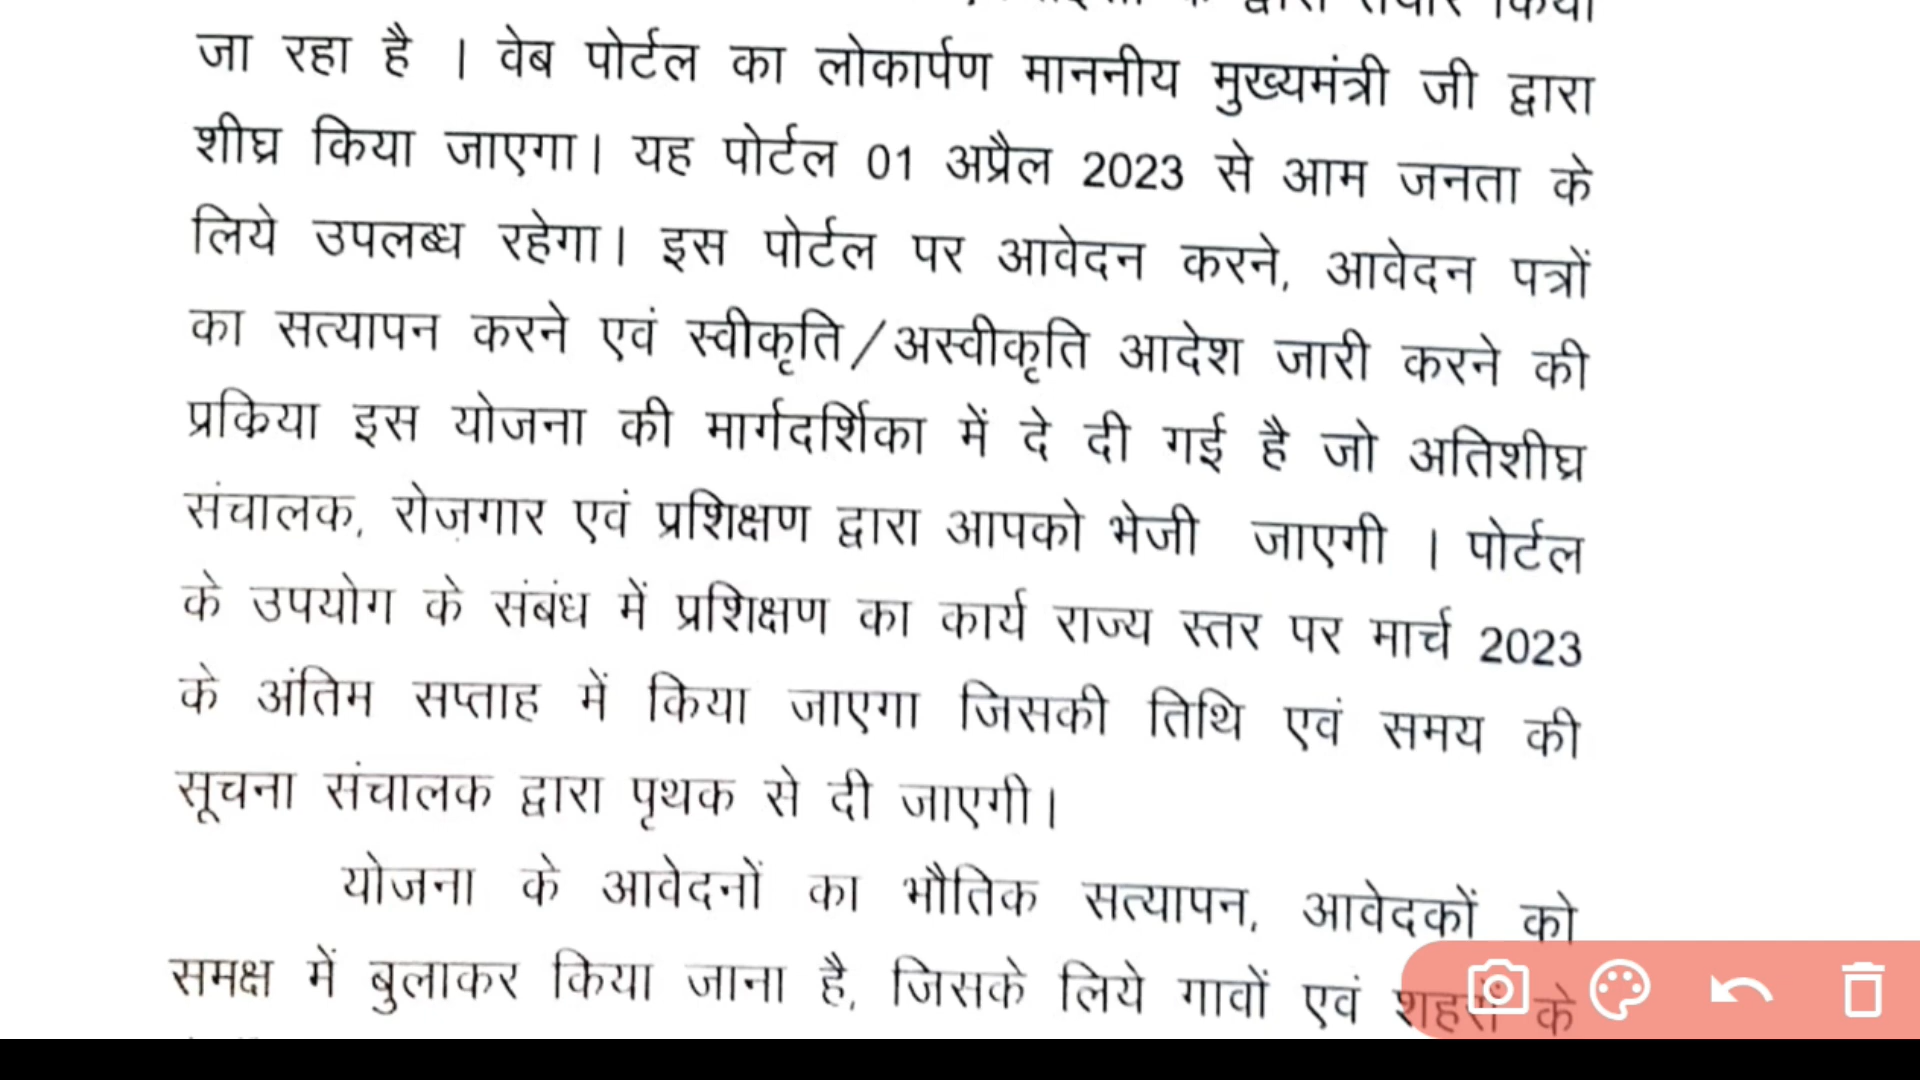 के द्वारा तैयार किया
जा रहा है । वेब पोर्टल का लोकार्पण माननीय मुख्यमंत्री जी द्वारा
शीघ्र किया जाएगा। यह पोर्टल 01 अप्रैल 2023 से आम जनता के
लिये उपलब्ध रहेगा। इस पोर्टल पर आवेदन करने, आवेदन पत्रों
का सत्यापन करने एवं स्वीकृति/अस्वीकृति आदेश जारी करने की
प्रक्रिया इस योजना की मार्गदर्शिका में दे दी गई है जो अतिशीघ्र
संचालक, रोज़गार एवं प्रशिक्षण द्वारा आपको भेजी जाएगी । पोर्टल
के उपयोग के संबंध में प्रशिक्षण का कार्य राज्य स्तर पर मार्च 2023
के अंतिम सप्ताह में किया जाएगा जिसकी तिथि एवं समय की
सूचना संचालक द्वारा पृथक से दी जाएगी।
योजना के आवेदनों का भौतिक सत्यापन, आवेदकों को
समक्ष में बुलाकर किया जाना है, जिसके लिये गावों एवं शहरों के